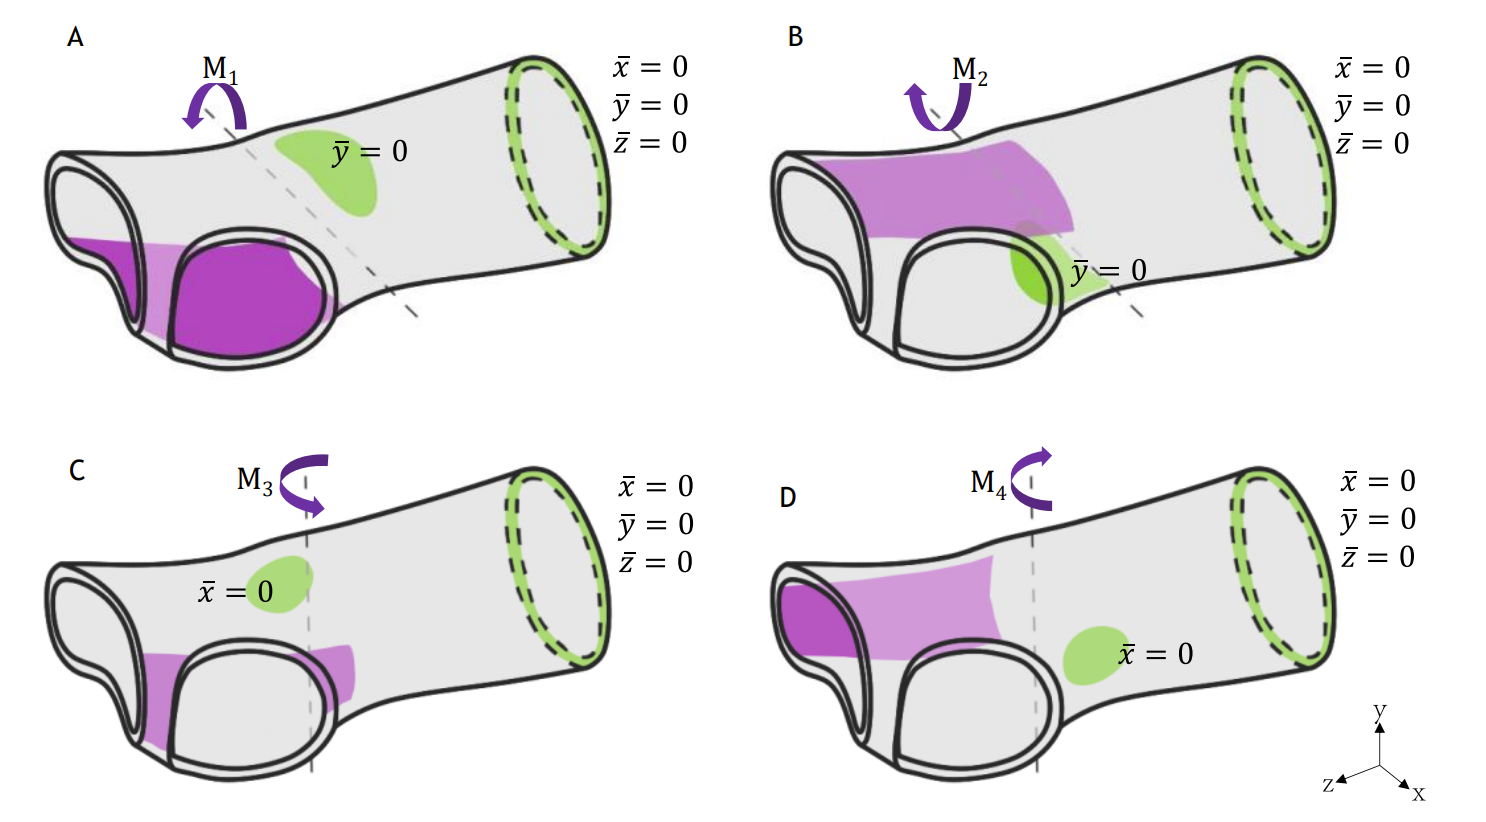 A
M₁
x̄ = 0
ȳ = 0
z̄ = 0
ȳ = 0
B
M₂
x̄ = 0
ȳ = 0
z̄ = 0
ȳ = 0
C
M₃
x̄ = 0
ȳ = 0
z̄ = 0
x̄ = 0
D
M₄
x̄ = 0
ȳ = 0
z̄ = 0
x̄ = 0
y
z
x